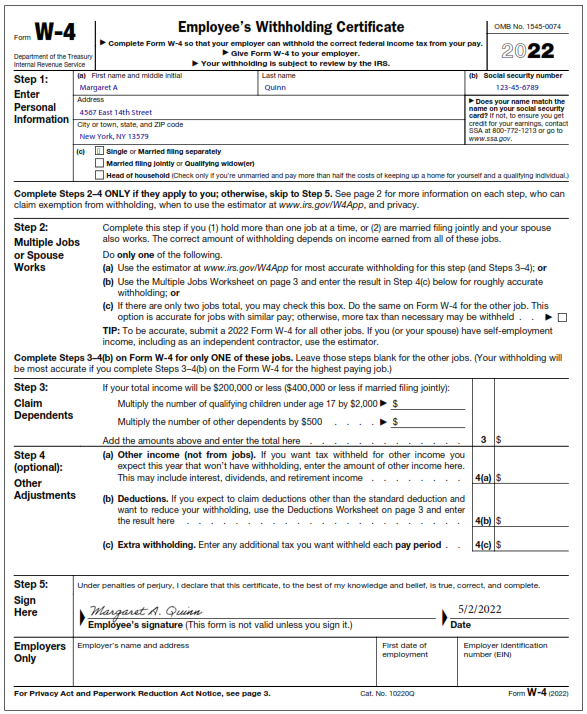 Form W-4
Department of the Treasury
Internal Revenue Service
Employee's Withholding Certificate
▶ Complete Form W-4 so that your employer can withhold the correct federal income tax from your pay.
▶ Give Form W-4 to your employer.
▶ Your withholding is subject to review by the IRS.
OMB No. 1545-0074
2022
Step 1:
Enter
Personal
Information
(a) First name and middle initial
Margaret A
Last name
Quinn
(b) Social security number
123-45-6789
Address
4567 East 14th Street
City or town, state, and ZIP code
New York, NY 13579
▶ Does your name match the
name on your social security
card? If not, to ensure you get
credit for your earnings, contact
SSA at 800-772-1213 or go to
www.ssa.gov.
(c) Single or Married filing separately
Married filing jointly or Qualifying widow(er)
Head of household (Check only if you're unmarried and pay more than half the costs of keeping up a home for yourself and a qualifying individual.)
Complete Steps 2–4 ONLY if they apply to you; otherwise, skip to Step 5. See page 2 for more information on each step, who can
claim exemption from withholding, when to use the estimator at www.irs.gov/W4App, and privacy.
Step 2:
Multiple Jobs
or Spouse
Works
Complete this step if you (1) hold more than one job at a time, or (2) are married filing jointly and your spouse
also works. The correct amount of withholding depends on income earned from all of these jobs.
Do only one of the following.
(a) Use the estimator at www.irs.gov/W4App for most accurate withholding for this step (and Steps 3–4); or
(b) Use the Multiple Jobs Worksheet on page 3 and enter the result in Step 4(c) below for roughly accurate
withholding; or
(c) If there are only two jobs total, you may check this box. Do the same on Form W-4 for the other job. This
option is accurate for jobs with similar pay; otherwise, more tax than necessary may be withheld . . ▶
TIP: To be accurate, submit a 2022 Form W-4 for all other jobs. If you (or your spouse) have self-employment
income, including as an independent contractor, use the estimator.
Complete Steps 3–4(b) on Form W-4 for only ONE of these jobs. Leave those steps blank for the other jobs. (Your withholding will
be most accurate if you complete Steps 3–4(b) on the Form W-4 for the highest paying job.)
Step 3:
Claim
Dependents
If your total income will be $200,000 or less ($400,000 or less if married filing jointly):
Multiply the number of qualifying children under age 17 by $2,000 ▶ $
Multiply the number of other dependents by $500 . . . . ▶ $
Add the amounts above and enter the total here . . . . . . . . . . . . . 3 $
Step 4
(optional):
Other
Adjustments
(a) Other income (not from jobs). If you want tax withheld for other income you
expect this year that won't have withholding, enter the amount of other income here.
This may include interest, dividends, and retirement income . . . . . . . . 4(a) $
(b) Deductions. If you expect to claim deductions other than the standard deduction and
want to reduce your withholding, use the Deductions Worksheet on page 3 and enter
the result here . . . . . . . . . . . . . . . . . . . . . . . 4(b) $
(c) Extra withholding. Enter any additional tax you want withheld each pay period . . 4(c) $
Step 5:
Sign
Here
Under penalties of perjury, I declare that this certificate, to the best of my knowledge and belief, is true, correct, and complete.
Margaret A. Quinn
Employee's signature (This form is not valid unless you sign it.)
5/2/2022
Date
Employers
Only
Employer's name and address
First date of
employment
Employer identification
number (EIN)
For Privacy Act and Paperwork Reduction Act Notice, see page 3.
Cat. No. 10220Q
Form W-4 (2022)